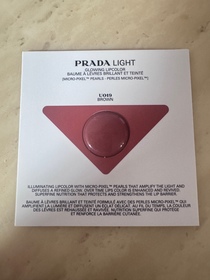 PRADA LIGHT
GLOWING LIPCOLOR
BAUME À LÈVRES BRILLANT ET TEINTÉ
(MICRO-PIXEL™ PEARLS · PERLES MICRO-PIXEL™)
U019
BROWN
ILLUMINATING LIPCOLOR WITH MICRO-PIXEL™ PEARLS THAT AMPLIFY THE LIGHT AND
DIFFUSES A REFINED GLOW. OVER TIME LIPS COLOR IS ENHANCED AND REVIVED.
SUPERFINE NUTRITION THAT PROTECTS AND STRENGTHENS THE LIP BARRIER.
BAUME À LÈVRES BRILLANT ET TEINTÉ FORMULÉ AVEC DES PERLES MICRO-PIXEL™ QUI
AMPLIFIENT LA LUMIÈRE ET DIFFUSENT UN ÉCLAT DÉLICAT. AU FIL DU TEMPS, LA COULEUR
DES LÈVRES EST REHAUSSÉE ET RAVIVÉE. NUTRITION SUPERFINE QUI PROTÈGE
ET RENFORCE LA BARRIÈRE CUTANÉE.